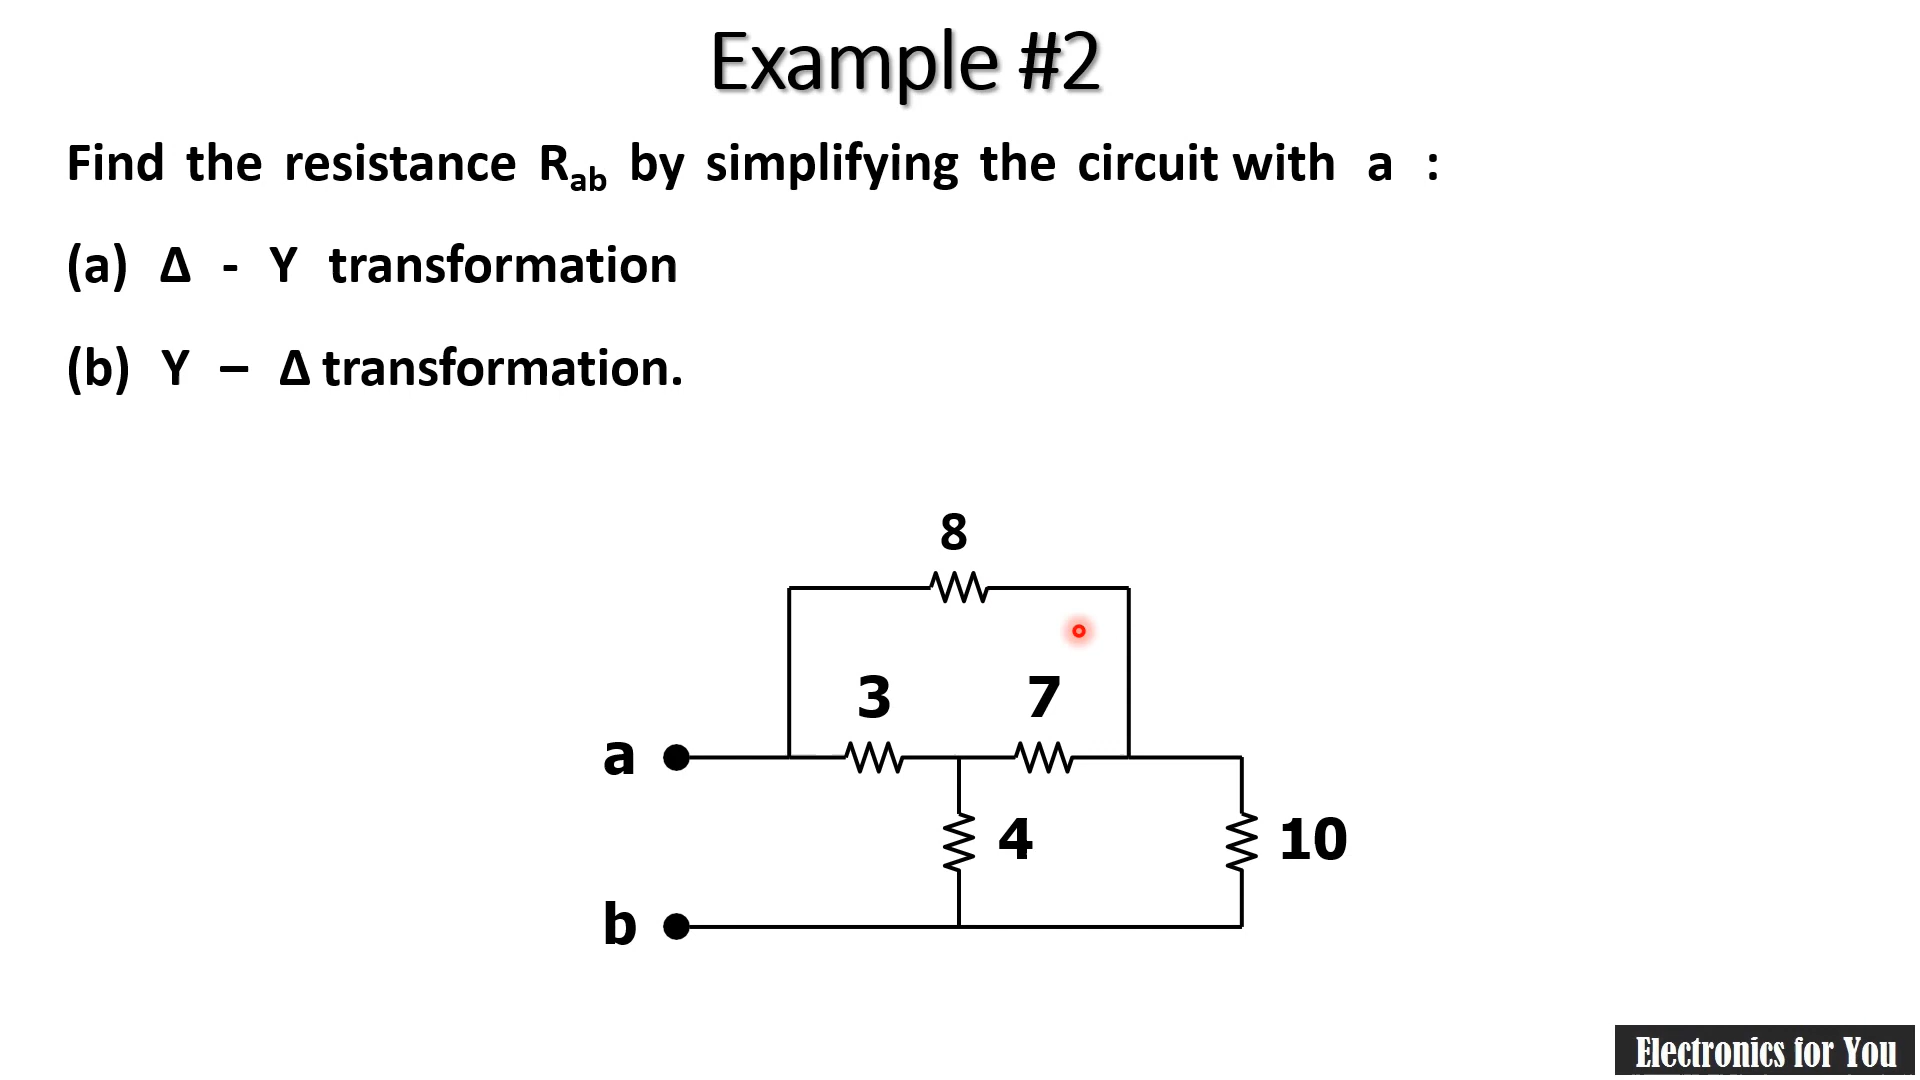 Example #2
Find the resistance Rab by simplifying the circuit with a :
(a) Δ - Y transformation
(b) Y – Δ transformation.
8
3 7
a
4 10
b
Electronics for You